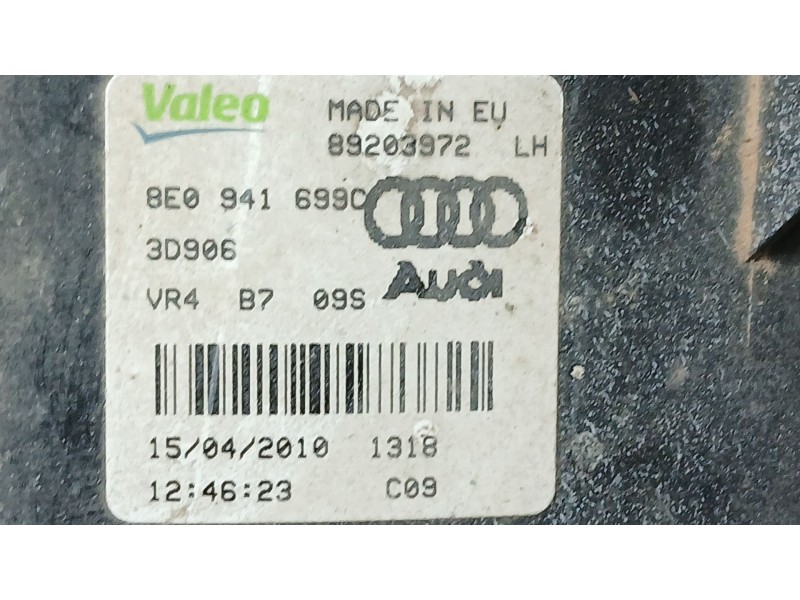 Valeo
MADE IN EU
89203972 LH
8E0 941 699C
3D906
Audi
VR4 B7 09S
15/04/2010 1318
12:46:23 C09